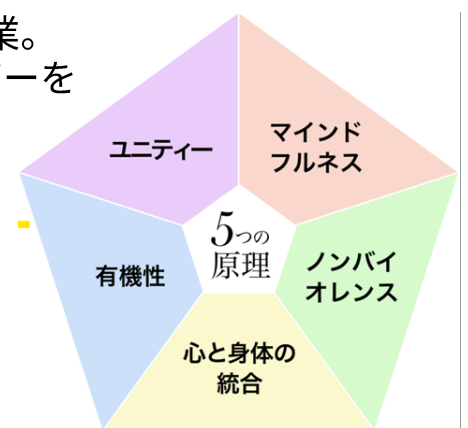 業。
ーを
ユニティー
マインド
フルネス
5つの
原理
有機性
ノンバイ
オレンス
心と身体の
統合